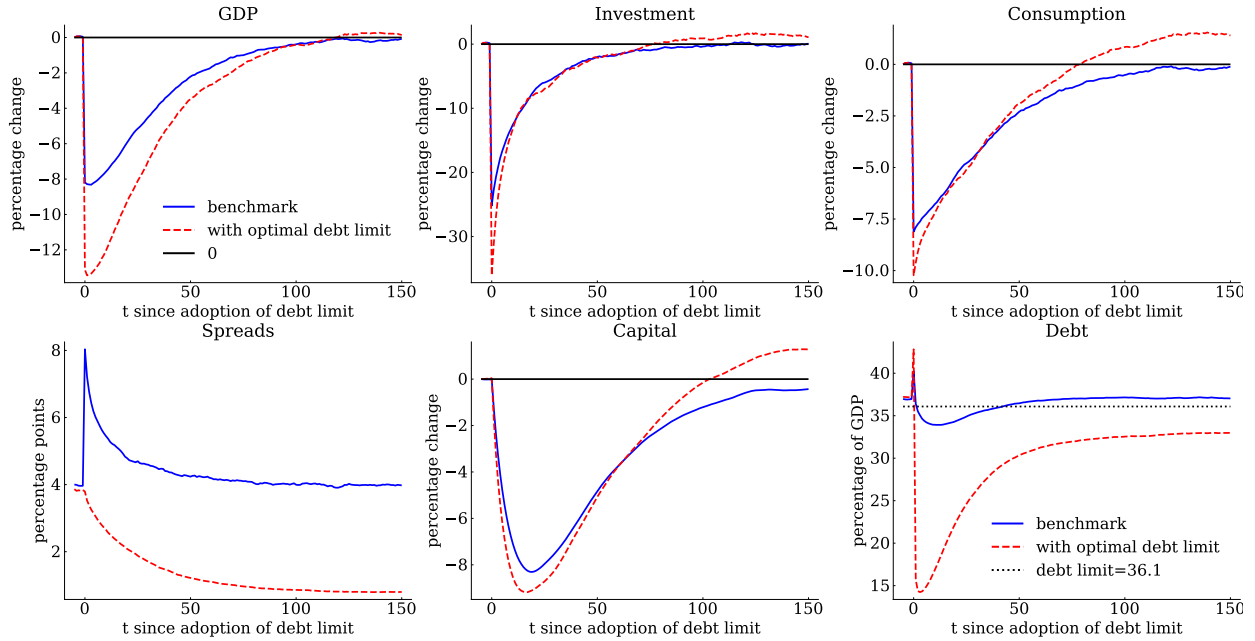 GDP
percentage change
0
−2
−4
−6
−8
−10
−12
benchmark
with optimal debt limit
0
0
50
100
150
t since adoption of debt limit
Investment
percentage change
0
−10
−20
−30
0
50
100
150
t since adoption of debt limit
Consumption
percentage change
0.0
−2.5
−5.0
−7.5
−10.0
0
50
100
150
t since adoption of debt limit
Spreads
percentage points
8
6
4
2
0
50
100
150
t since adoption of debt limit
Capital
percentage change
0
−2
−4
−6
−8
0
50
100
150
t since adoption of debt limit
Debt
percentage of GDP
40
35
30
25
20
15
benchmark
with optimal debt limit
debt limit=36.1
0
50
100
150
t since adoption of debt limit